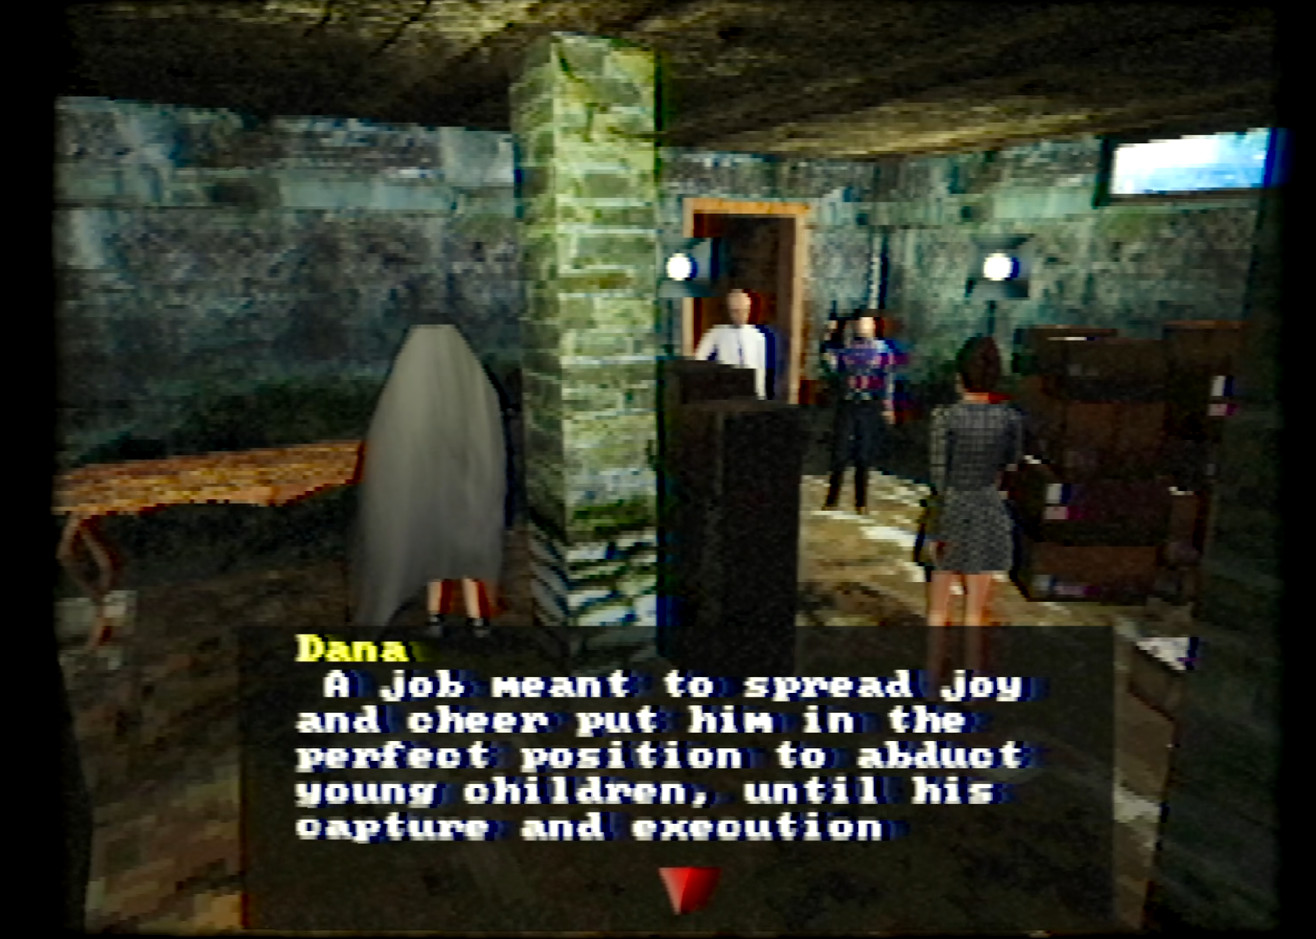 Dana
A job meant to spread joy
and cheer put him in the
perfect position to abduct
young children, until his
capture and execution